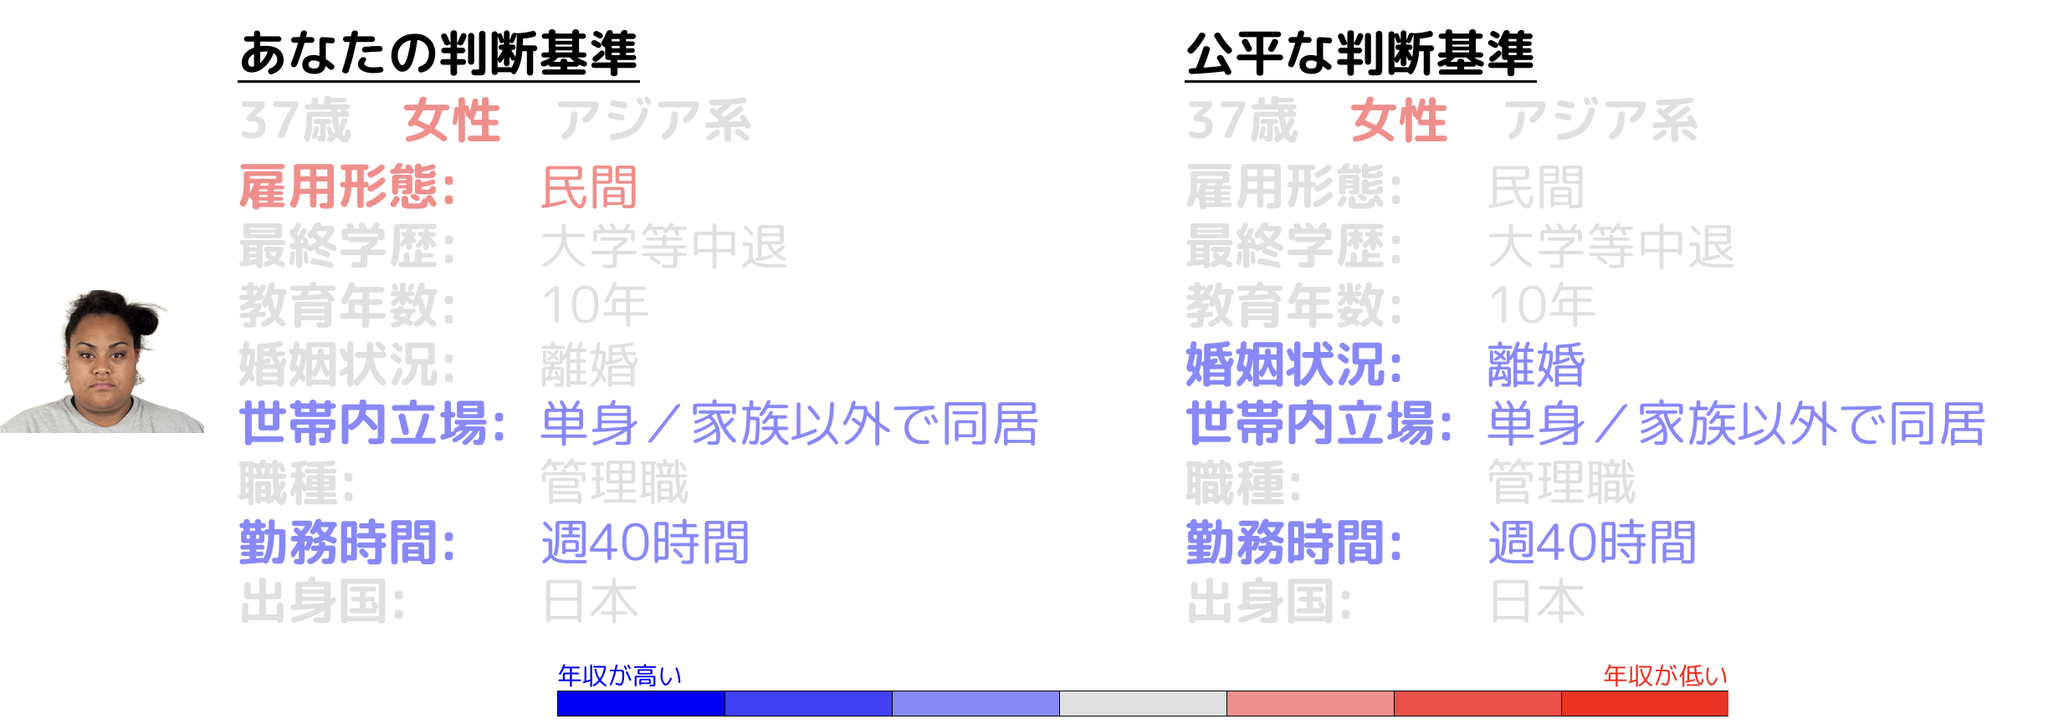 あなたの判断基準
37歳 女性 アジア系
雇用形態: 民間
最終学歴: 大学等中退
教育年数: 10年
婚姻状況: 離婚
世帯内立場: 単身／家族以外で同居
職種: 管理職
勤務時間: 週40時間
出身国: 日本
公平な判断基準
37歳 女性 アジア系
雇用形態: 民間
最終学歴: 大学等中退
教育年数: 10年
婚姻状況: 離婚
世帯内立場: 単身／家族以外で同居
職種: 管理職
勤務時間: 週40時間
出身国: 日本
年収が高い
年収が低い